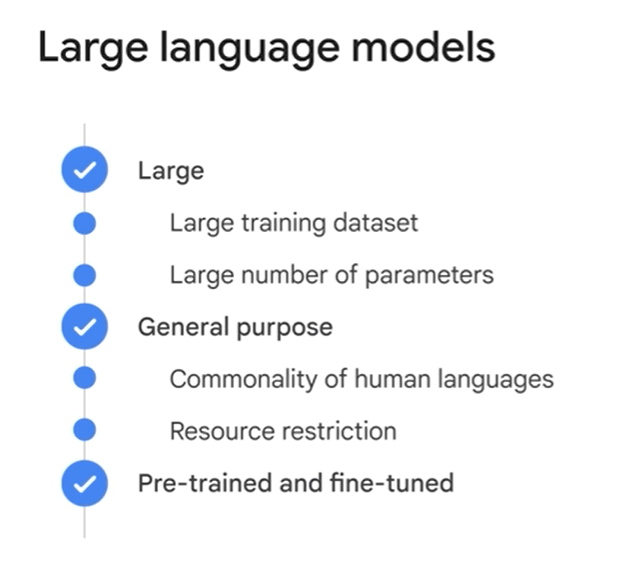 Large language models
Large
Large training dataset
Large number of parameters
General purpose
Commonality of human languages
Resource restriction
Pre-trained and fine-tuned